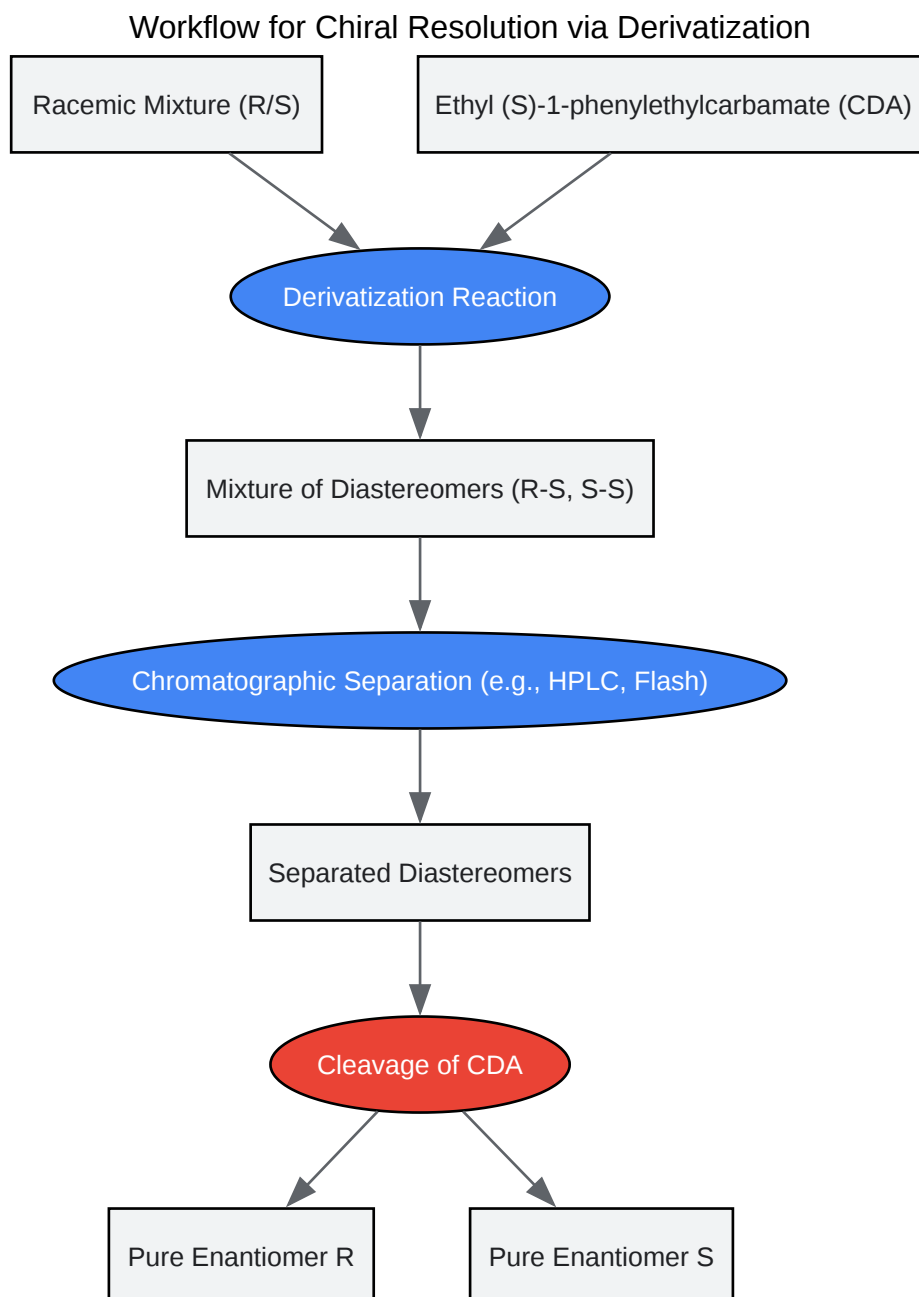 Workflow for Chiral Resolution via Derivatization
Racemic Mixture (R/S)
Ethyl (S)-1-phenylethylcarbamate (CDA)
Derivatization Reaction
Mixture of Diastereomers (R-S, S-S)
Chromatographic Separation (e.g., HPLC, Flash)
Separated Diastereomers
Cleavage of CDA
Pure Enantiomer R
Pure Enantiomer S